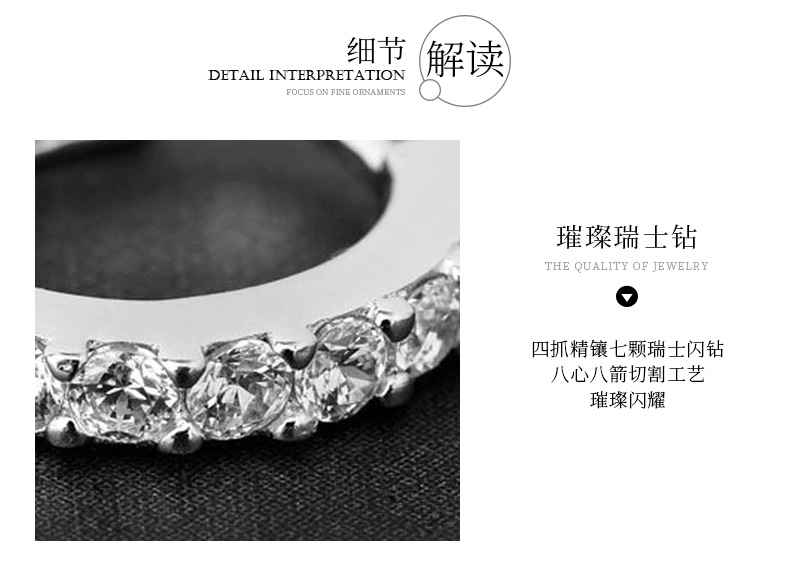 细节
解读
DETAIL INTERPRETATION
FOCUS ON FINE ORNAMENTS
璀璨瑞士钻
THE QUALITY OF JEWELRY
四抓精镶七颗瑞士闪钻
八心八箭切割工艺
璀璨闪耀